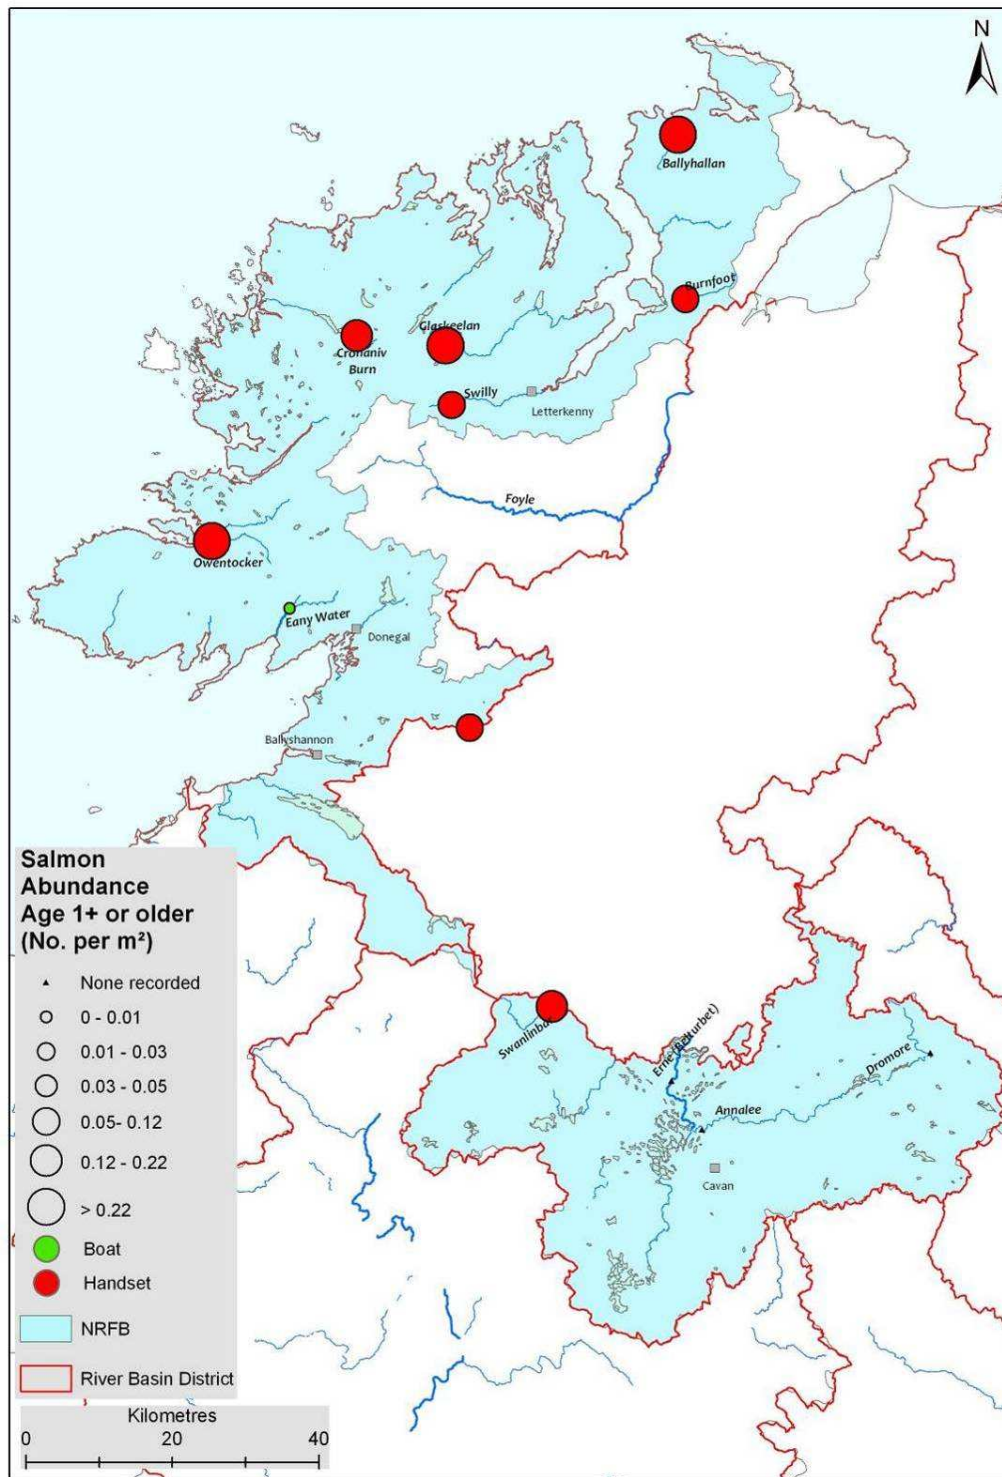 N
Ballyhallan
Burnfoot
Glaskeelan
Cronaniv
Burn
Swilly
Letterkenny
Foyle
Owentocker
Eany Water
Donegal
Ballyshannon
Salmon
Abundance
Age 1+ or older
(No. per m²)
None recorded
0 - 0.01
0.01 - 0.03
0.03 - 0.05
0.05- 0.12
0.12 - 0.22
> 0.22
Boat
Handset
NRFB
River Basin District
Kilometres
0 20 40
Swanlinbar
Erne (Belturbet)
Dromore
Annalee
Cavan